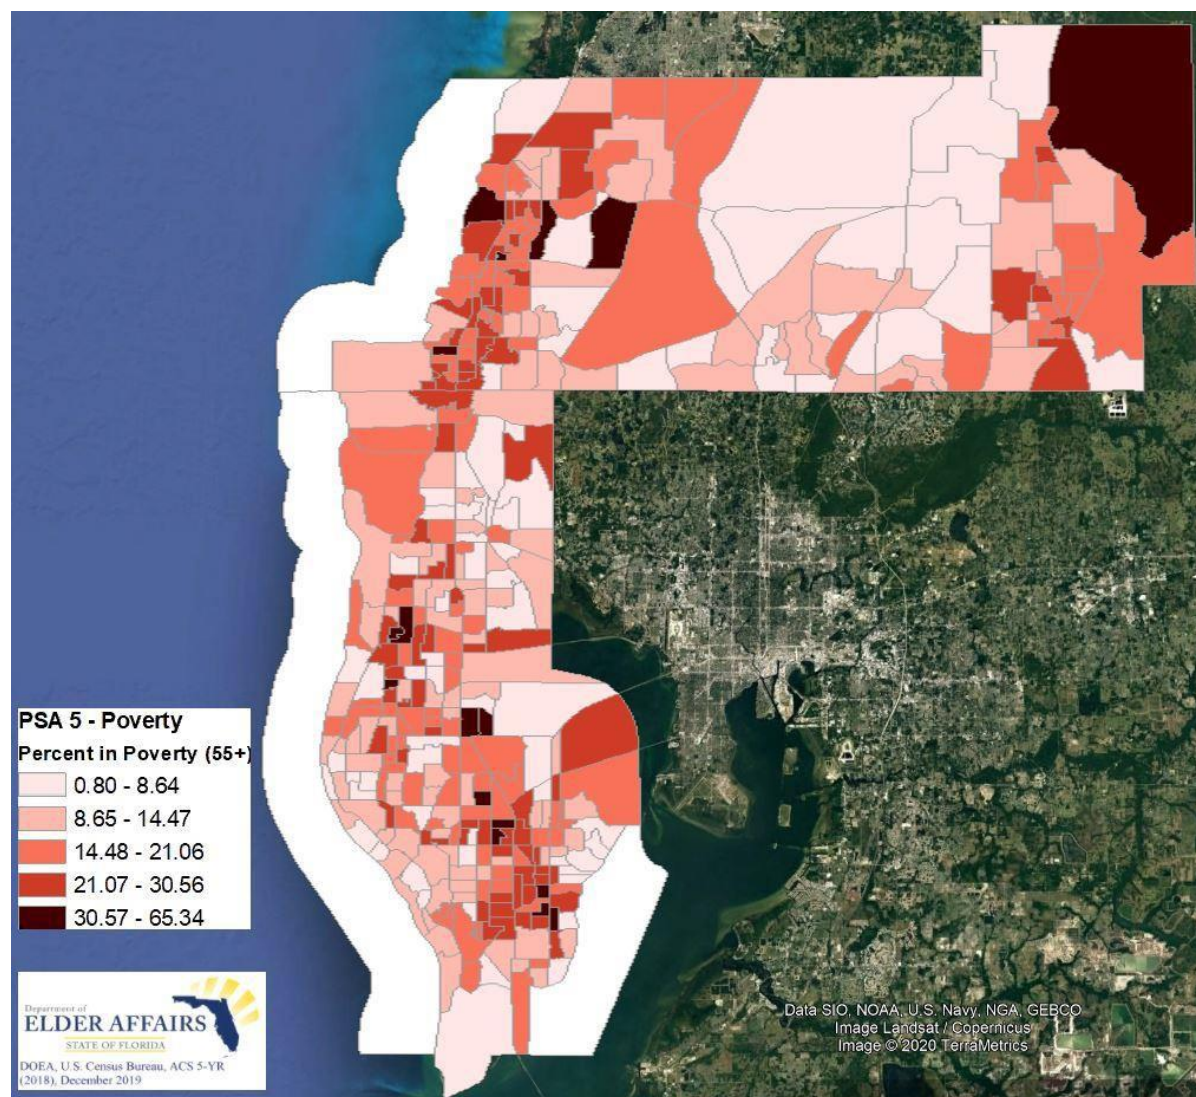 PSA 5 - Poverty
Percent in Poverty (55+)
0.80 - 8.64
8.65 - 14.47
14.48 - 21.06
21.07 - 30.56
30.57 - 65.34
Department of
ELDER AFFAIRS
STATE OF FLORIDA
DOEA, U.S. Census Bureau, ACS 5-YR
(2018), December 2019
Data SIO, NOAA, U.S. Navy, NGA, GEBCO
Image Landsat / Copernicus
Image © 2020 TerraMetrics